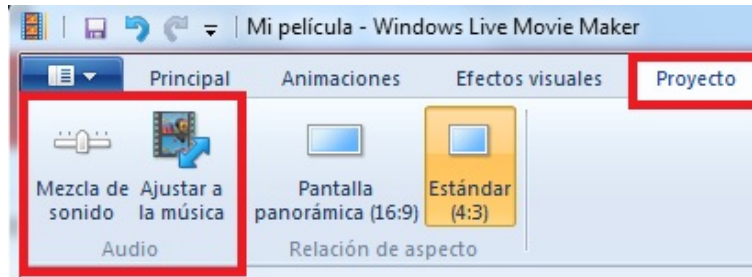 Mi película - Windows Live Movie Maker
Principal Animaciones Efectos visuales Proyecto
Mezcla de sonido
Ajustar a la música
Pantalla panorámica (16:9)
Estándar (4:3)
Audio
Relación de aspecto